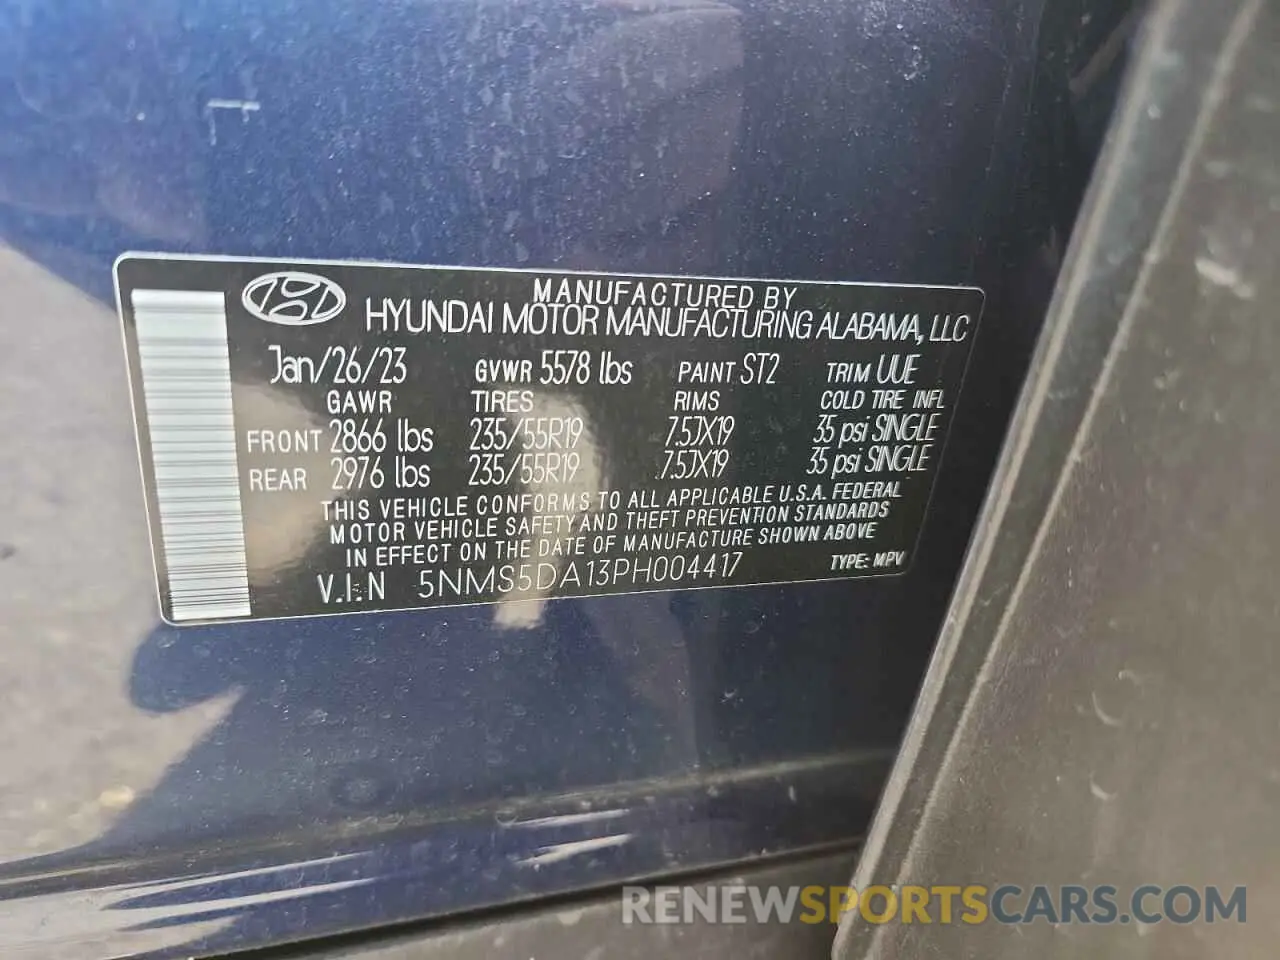 MANUFACTURED BY
HYUNDAI MOTOR MANUFACTURING ALABAMA, LLC
Jan/26/23 GVWR 5578 lbs PAINT ST2 TRIM UUE
GAWR TIRES RIMS COLD TIRE INFL
FRONT 2866 lbs 235/55R19 7.5JX19 35 psi SINGLE
REAR 2976 lbs 235/55R19 7.5JX19 35 psi SINGLE
THIS VEHICLE CONFORMS TO ALL APPLICABLE U.S.A. FEDERAL
MOTOR VEHICLE SAFETY AND THEFT PREVENTION STANDARDS
IN EFFECT ON THE DATE OF MANUFACTURE SHOWN ABOVE
V.I.N 5NMS5DA13PH004417 TYPE: MPV
RENEWSPORTSCARS.COM